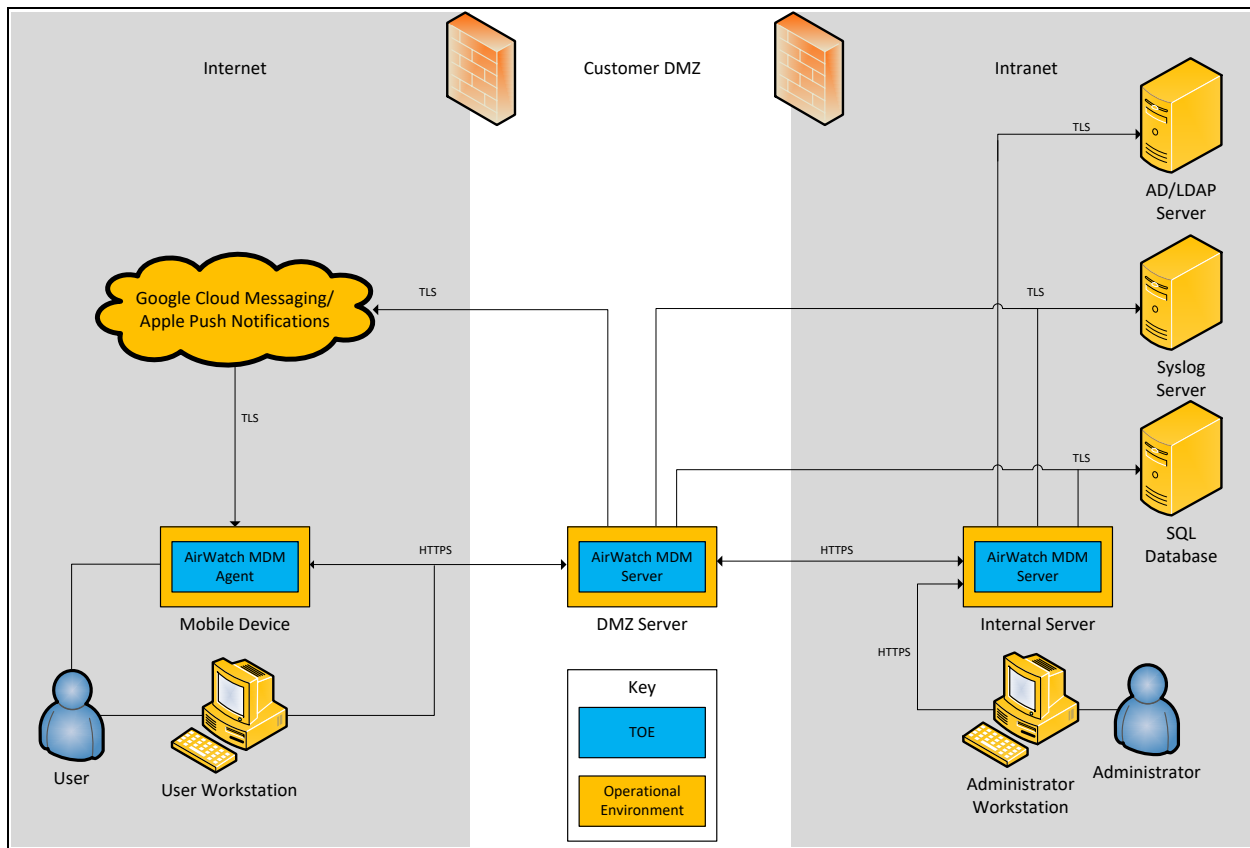 Internet
Customer DMZ
Intranet
TLS
AD/LDAP
Server
Google Cloud Messaging/
Apple Push Notifications
TLS
TLS
Syslog
Server
TLS
TLS
SQL
Database
AirWatch MDM
Agent
Mobile Device
HTTPS
AirWatch MDM
Server
DMZ Server
HTTPS
AirWatch MDM
Server
Internal Server
HTTPS
User
User Workstation
Key
TOE
Operational
Environment
Administrator
Workstation
Administrator